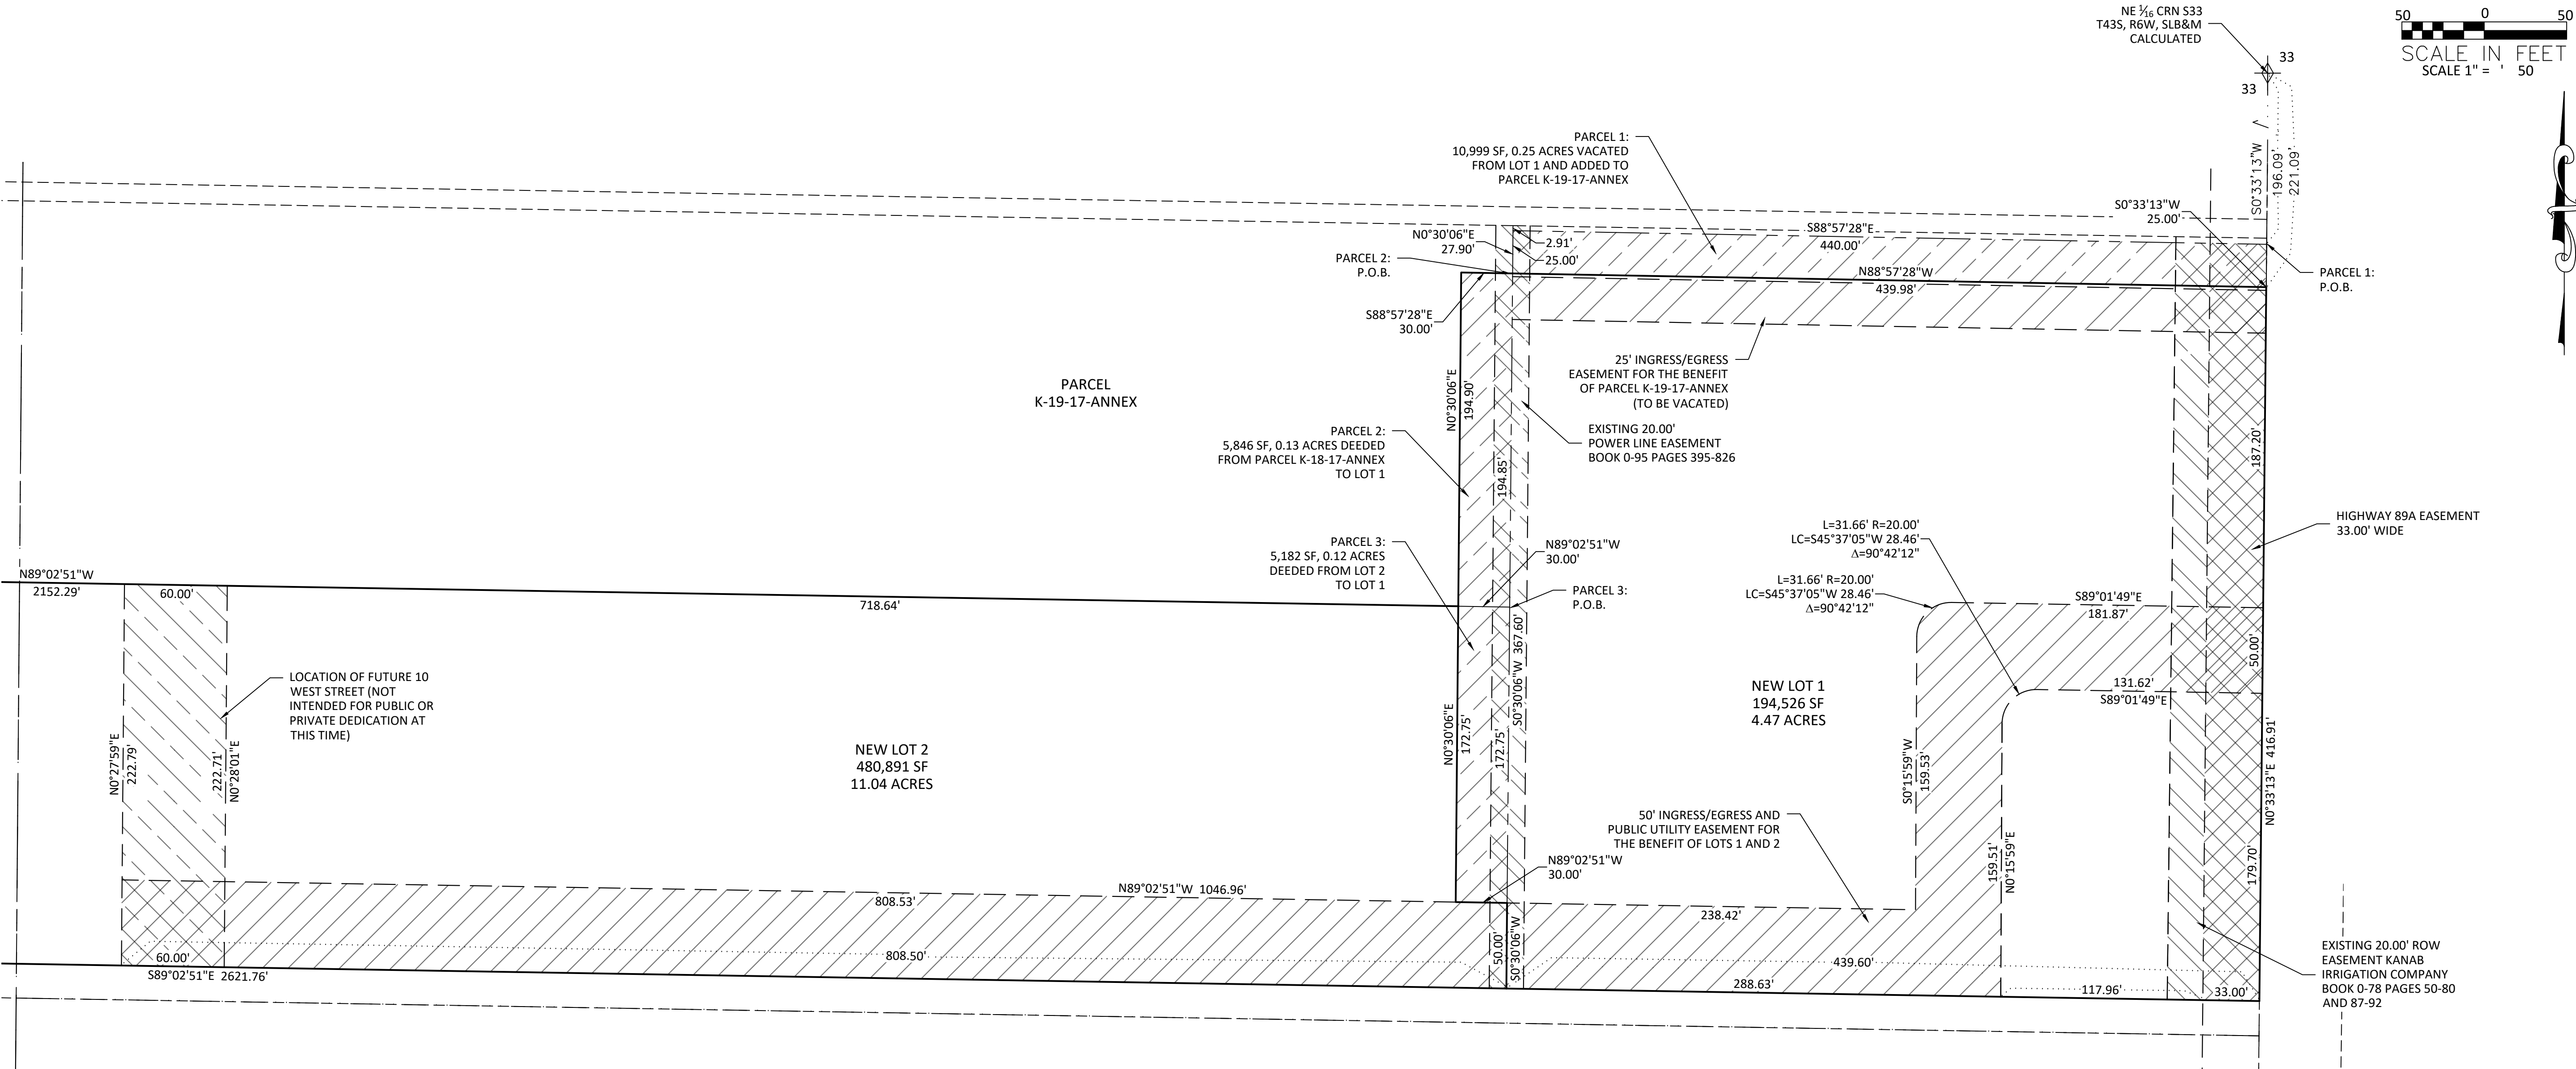 NE 1/16 CRN S33
T43S, R6W, SLB&M
CALCULATED
33
33
50 0 50
SCALE IN FEET
SCALE 1" = ' 50
S0°33'13"W
196.09'
221.09'
PARCEL 1:
10,999 SF, 0.25 ACRES VACATED
FROM LOT 1 AND ADDED TO
PARCEL K-19-17-ANNEX
S0°33'13"W
25.00'
N0°30'06"E
27.90'
2.91'
25.00'
S88°57'28"E
440.00'
PARCEL 2:
P.O.B.
N88°57'28"W
439.98'
PARCEL 1:
P.O.B.
S88°57'28"E
30.00'
25' INGRESS/EGRESS
EASEMENT FOR THE BENEFIT
OF PARCEL K-19-17-ANNEX
(TO BE VACATED)
PARCEL
K-19-17-ANNEX
N0°30'06"E
194.90'
194.85'
187.20'
PARCEL 2:
5,846 SF, 0.13 ACRES DEEDED
FROM PARCEL K-18-17-ANNEX
TO LOT 1
EXISTING 20.00'
POWER LINE EASEMENT
BOOK 0-95 PAGES 395-826
HIGHWAY 89A EASEMENT
33.00' WIDE
L=31.66' R=20.00'
LC=S45°37'05"W 28.46'
Δ=90°42'12"
PARCEL 3:
5,182 SF, 0.12 ACRES
DEEDED FROM LOT 2
TO LOT 1
N89°02'51"W
30.00'
L=31.66' R=20.00'
LC=S45°37'05"W 28.46'
Δ=90°42'12"
PARCEL 3:
P.O.B.
N89°02'51"W
2152.29'
60.00'
718.64'
S89°01'49"E
181.87'
50.00'
131.62'
S89°01'49"E
LOCATION OF FUTURE 10
WEST STREET (NOT
INTENDED FOR PUBLIC OR
PRIVATE DEDICATION AT
THIS TIME)
N0°27'59"E
222.79'
222.71'
N0°28'01"E
NEW LOT 2
480,891 SF
11.04 ACRES
N0°30'06"E
172.75'
172.75'
S0°30'06"W 367.60'
NEW LOT 1
194,526 SF
4.47 ACRES
S0°15'59"W
159.53'
N0°33'13"E 416.91'
50' INGRESS/EGRESS AND
PUBLIC UTILITY EASEMENT FOR
THE BENEFIT OF LOTS 1 AND 2
159.51'
N0°15'59"E
179.70'
N89°02'51"W
30.00'
N89°02'51"W 1046.96'
808.53'
238.42'
50.00'
S0°30'06"W
60.00'
808.50'
439.60'
S89°02'51"E 2621.76'
288.63'
117.96'
33.00'
EXISTING 20.00' ROW
EASEMENT KANAB
IRRIGATION COMPANY
BOOK 0-78 PAGES 50-80
AND 87-92